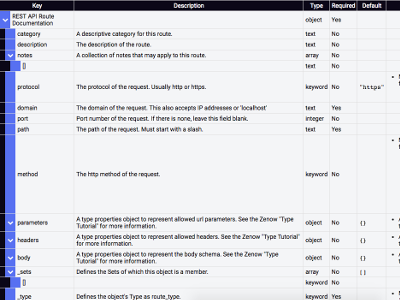 Key Description Type Required Default
REST API Route
Documentation object Yes
category A descriptive category for this route. text No
description The description of the route. text No
notes A collection of notes that may apply to this route. array No
[] text No
protocol The protocol of the request. Usually http or https. keyword No "https"
domain The domain of the request. This also accepts IP addresses or 'localhost' text Yes
port Port number of the request. If there is none, leave this field blank. integer No
path The path of the request. Must start with a slash. text Yes
method The http method of the request. keyword No
parameters A type properties object to represent allowed url parameters. See the Zenow "Type
Tutorial" for more information. object No {}
headers A type properties object to represent allowed headers. See the Zenow "Type Tutorial"
for more information. object No {}
body A type properties object to represent the body schema. See the Zenow "Type
Tutorial" for more information. object No {}
_sets Defines the Sets of which this object is a member. array No []
[] keyword No
_type Defines the object's Type as route_type. keyword Yes